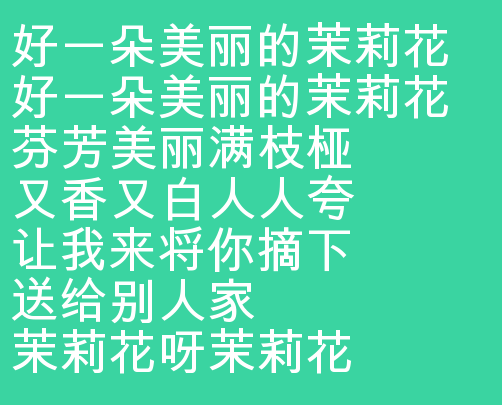 好一朵美丽的茉莉花
好一朵美丽的茉莉花
芬芳美丽满枝桠
又香又白人人夸
让我来将你摘下
送给别人家
茉莉花呀茉莉花